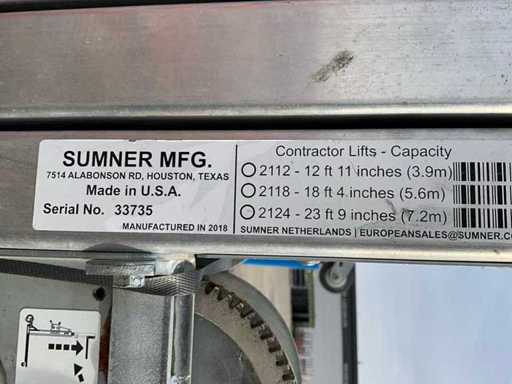 SUMNER MFG.
7514 ALABONSON RD, HOUSTON, TEXAS
Made in U.S.A.
Serial No. 33735
MANUFACTURED IN 2018
Contractor Lifts - Capacity
2112 - 12 ft 11 inches (3.9m)
2118 - 18 ft 4 inches (5.6m)
2124 - 23 ft 9 inches (7.2m)
SUMNER NETHERLANDS | EUROPEANSALES@SUMNER.CO